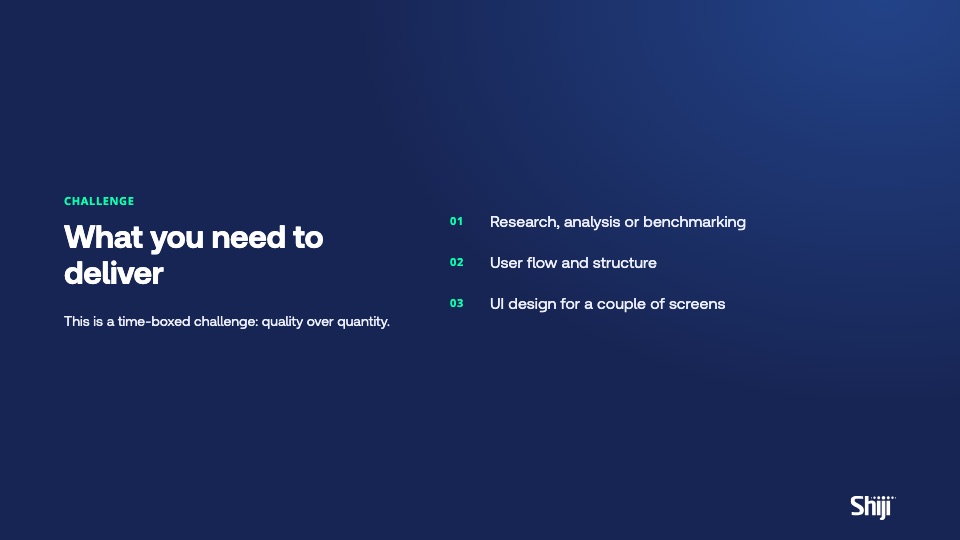 CHALLENGE
What you need to
deliver
This is a time-boxed challenge: quality over quantity.
01 Research, analysis or benchmarking
02 User flow and structure
03 UI design for a couple of screens
Shiji